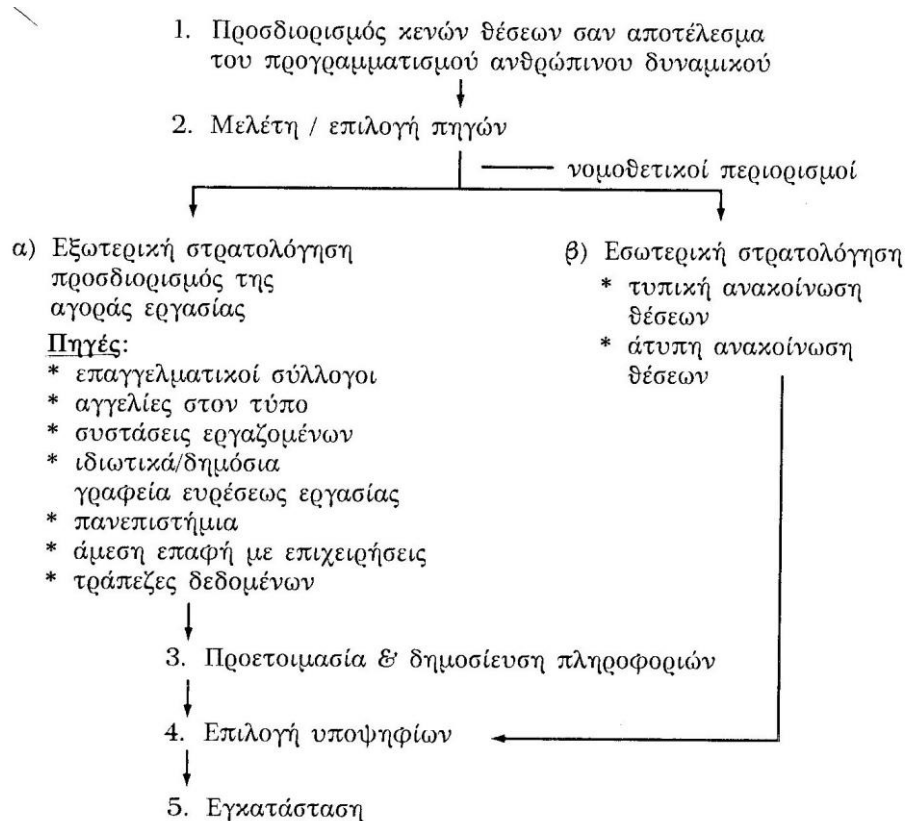 1. Προσδιορισμός κενών θέσεων σαν αποτέλεσμα
του προγραμματισμού ανθρώπινου δυναμικού
2. Μελέτη / επιλογή πηγών
νομοθετικοί περιορισμοί
α) Εξωτερική στρατολόγηση
προσδιορισμός της
αγοράς εργασίας
Πηγές:
* επαγγελματικοί σύλλογοι
* αγγελίες στον τύπο
* συστάσεις εργαζομένων
* ιδιωτικά/δημόσια
γραφεία ευρέσεως εργασίας
* πανεπιστήμια
* άμεση επαφή με επιχειρήσεις
* τράπεζες δεδομένων
β) Εσωτερική στρατολόγηση
* τυπική ανακοίνωση
θέσεων
* άτυπη ανακοίνωση
θέσεων
3. Προετοιμασία & δημοσίευση πληροφοριών
4. Επιλογή υποψηφίων
5. Εγκατάσταση